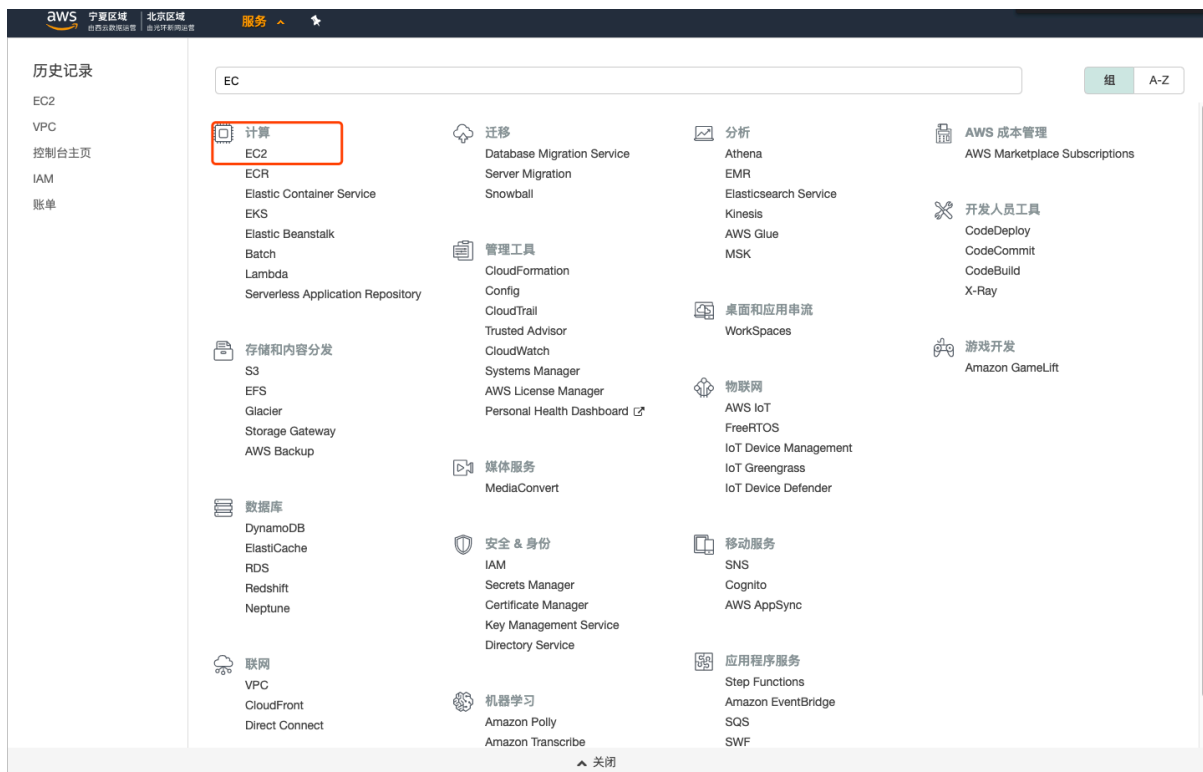 aws 宁夏区域 北京区域
由西云数据运营 由光环新网运营
服务
历史记录
EC2
VPC
控制台主页
IAM
账单
EC
组 A-Z
计算
EC2
ECR
Elastic Container Service
EKS
Elastic Beanstalk
Batch
Lambda
Serverless Application Repository
存储和内容分发
S3
EFS
Glacier
Storage Gateway
AWS Backup
数据库
DynamoDB
ElastiCache
RDS
Redshift
Neptune
联网
VPC
CloudFront
Direct Connect
迁移
Database Migration Service
Server Migration
Snowball
管理工具
CloudFormation
Config
CloudTrail
Trusted Advisor
CloudWatch
Systems Manager
AWS License Manager
Personal Health Dashboard
媒体服务
MediaConvert
安全 & 身份
IAM
Secrets Manager
Certificate Manager
Key Management Service
Directory Service
机器学习
Amazon Polly
Amazon Transcribe
分析
Athena
EMR
Elasticsearch Service
Kinesis
AWS Glue
MSK
桌面和应用串流
WorkSpaces
物联网
AWS IoT
FreeRTOS
IoT Device Management
IoT Greengrass
IoT Device Defender
移动服务
SNS
Cognito
AWS AppSync
应用程序服务
Step Functions
Amazon EventBridge
SQS
SWF
AWS 成本管理
AWS Marketplace Subscriptions
开发人员工具
CodeDeploy
CodeCommit
CodeBuild
X-Ray
游戏开发
Amazon GameLift
关闭